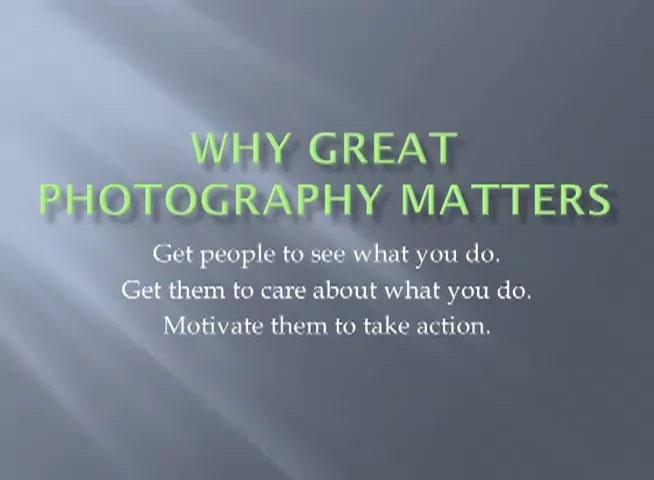 WHY GREAT
PHOTOGRAPHY MATTERS
Get people to see what you do.
Get them to care about what you do.
Motivate them to take action.